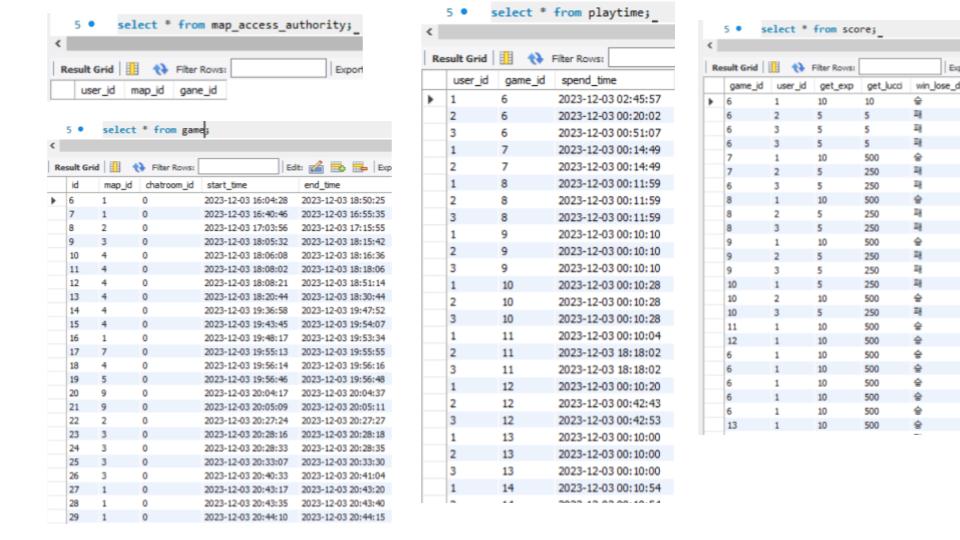 5 select * from map_access_authority;
Result Grid Filter Rows: Export
user_id map_id gane_id
5 select * from game;
Result Grid Filter Rows: Edit: Exp
id map_id chatroom_id start_time end_time
6 1 0 2023-12-03 16:04:28 2023-12-03 18:50:25
7 1 0 2023-12-03 16:40:46 2023-12-03 16:55:35
8 2 0 2023-12-03 17:03:56 2023-12-03 17:15:55
9 3 0 2023-12-03 18:05:32 2023-12-03 18:15:42
10 4 0 2023-12-03 18:06:08 2023-12-03 18:16:36
11 4 0 2023-12-03 18:08:02 2023-12-03 18:18:06
12 4 0 2023-12-03 18:08:21 2023-12-03 18:51:14
13 4 0 2023-12-03 18:20:44 2023-12-03 18:30:44
14 4 0 2023-12-03 19:36:58 2023-12-03 19:47:52
15 4 0 2023-12-03 19:43:45 2023-12-03 19:54:07
16 1 0 2023-12-03 19:48:17 2023-12-03 19:53:34
17 7 0 2023-12-03 19:55:13 2023-12-03 19:55:55
18 4 0 2023-12-03 19:56:14 2023-12-03 19:56:16
19 5 0 2023-12-03 19:56:46 2023-12-03 19:56:48
20 9 0 2023-12-03 20:04:17 2023-12-03 20:04:37
21 9 0 2023-12-03 20:05:09 2023-12-03 20:05:11
22 2 0 2023-12-03 20:27:24 2023-12-03 20:27:27
23 3 0 2023-12-03 20:28:16 2023-12-03 20:28:18
24 3 0 2023-12-03 20:28:33 2023-12-03 20:28:35
25 3 0 2023-12-03 20:33:07 2023-12-03 20:33:30
26 3 0 2023-12-03 20:40:33 2023-12-03 20:41:04
27 1 0 2023-12-03 20:43:17 2023-12-03 20:43:20
28 1 0 2023-12-03 20:43:35 2023-12-03 20:43:40
29 1 0 2023-12-03 20:44:10 2023-12-03 20:44:15
5 select * from playtime;
Result Grid Filter Rows:
user_id game_id spend_time
1 6 2023-12-03 02:45:57
2 6 2023-12-03 00:20:02
3 6 2023-12-03 00:51:07
1 7 2023-12-03 00:14:49
2 7 2023-12-03 00:14:49
1 8 2023-12-03 00:11:59
2 8 2023-12-03 00:11:59
3 8 2023-12-03 00:11:59
1 9 2023-12-03 00:10:10
2 9 2023-12-03 00:10:10
3 9 2023-12-03 00:10:10
1 10 2023-12-03 00:10:28
2 10 2023-12-03 00:10:28
3 10 2023-12-03 00:10:28
1 11 2023-12-03 00:10:04
2 11 2023-12-03 18:18:02
3 11 2023-12-03 18:18:02
1 12 2023-12-03 00:10:20
2 12 2023-12-03 00:42:43
3 12 2023-12-03 00:42:53
1 13 2023-12-03 00:10:00
2 13 2023-12-03 00:10:00
3 13 2023-12-03 00:10:00
1 14 2023-12-03 00:10:54
5 select * from score;
Result Grid Filter Rows: Exp
game_id user_id get_exp get_lucci win_lose_d
6 1 10 10 승
6 2 5 5 패
6 3 5 5 패
6 3 5 5 패
7 1 10 500 승
7 2 5 250 패
6 3 5 250 패
8 1 10 500 승
8 2 5 250 패
8 3 5 250 패
9 1 10 500 승
9 2 5 250 패
9 3 5 250 패
10 1 5 250 패
10 2 10 500 승
10 3 5 250 패
11 1 10 500 승
12 1 10 500 승
6 1 10 500 승
6 1 10 500 승
6 1 10 500 승
6 1 10 500 승
6 1 10 500 승
13 1 10 500 승